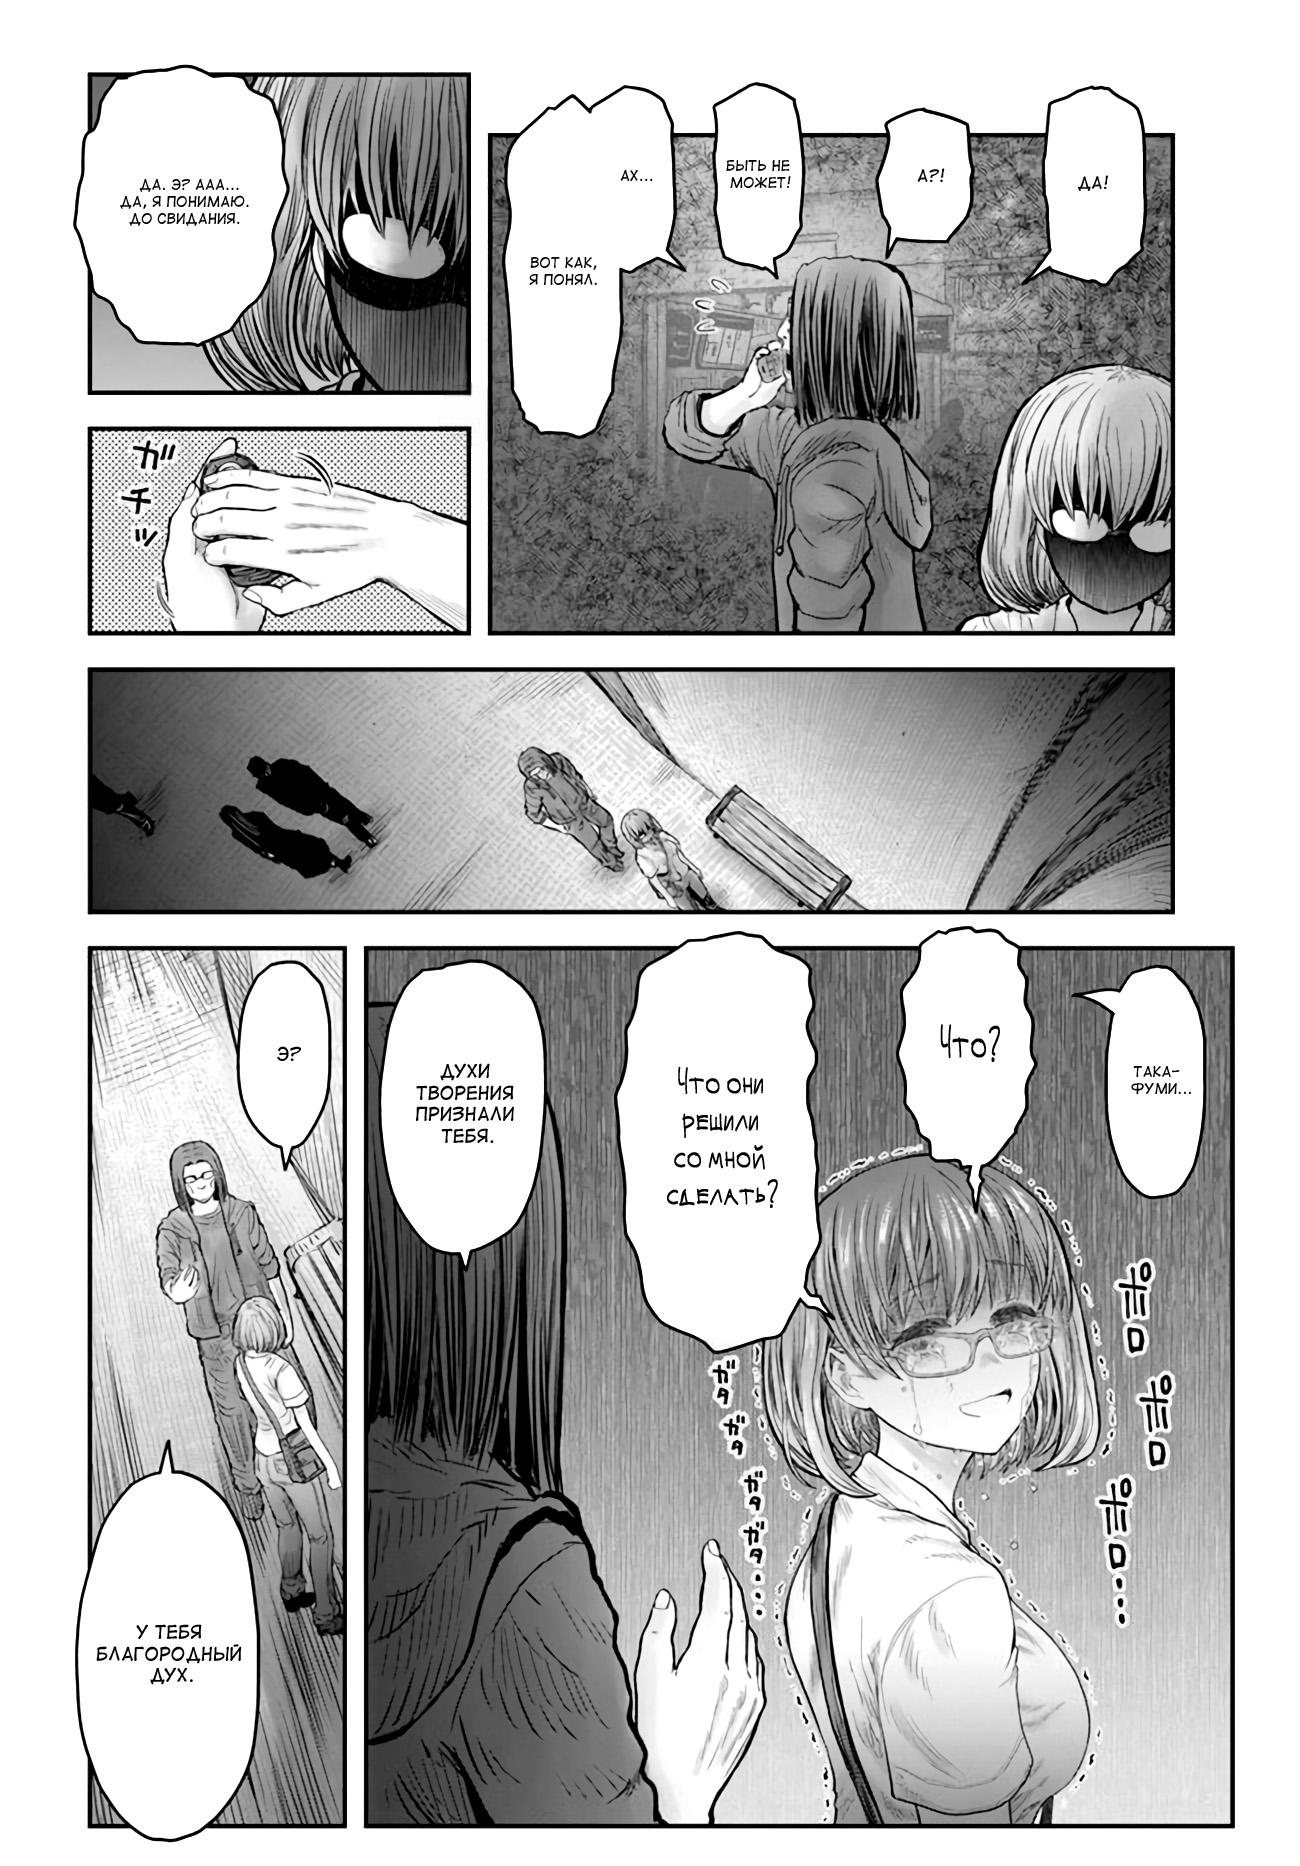 ДА!
А?!
БЫТЬ НЕ
МОЖЕТ!
АХ...
ВОТ КАК,
Я ПОНЯЛ.
ДА. Э? ААА...
ДА, Я ПОНИМАЮ.
ДО СВИДАНИЯ.
ガチッ
ТАКА-
ФУМИ...
Что?
Что они
решили
со мной
сделать?
ポロ
ポロ
ポロ…
ガタ
ガタ
ガタ
ガタ…
ДУХИ
ТВОРЕНИЯ
ПРИЗНАЛИ
ТЕБЯ.
Э?
У ТЕБЯ
БЛАГОРОДНЫЙ
ДУХ.